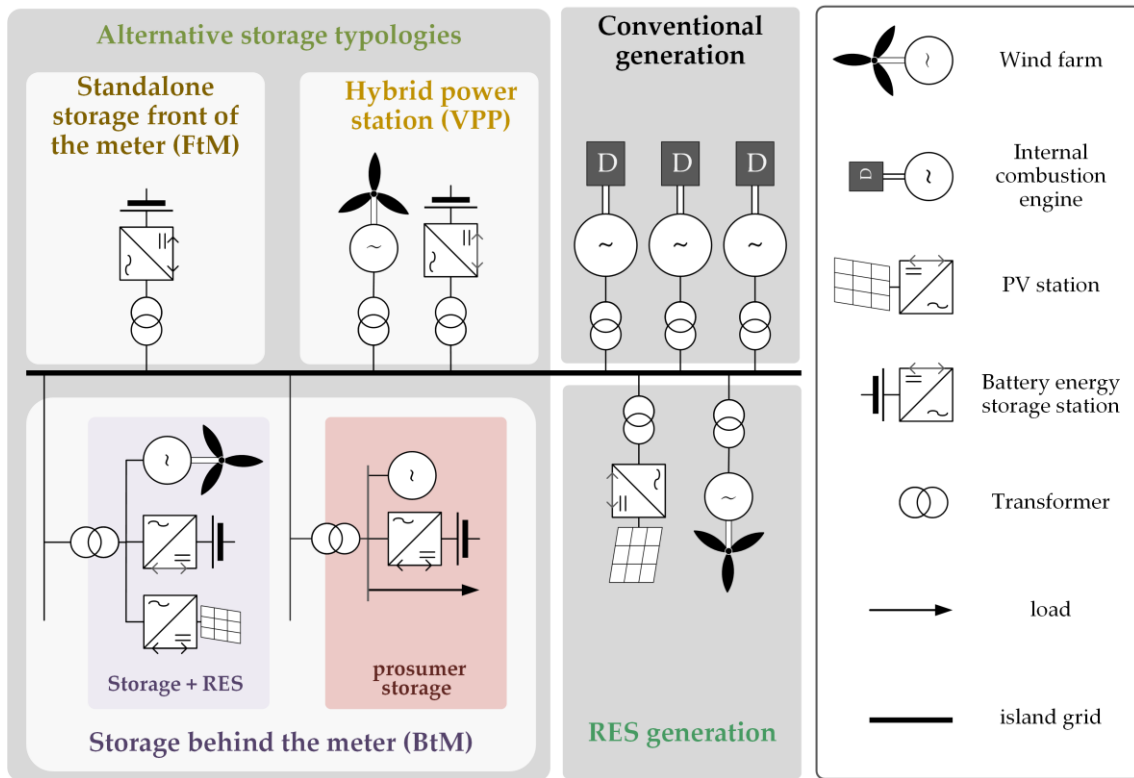 Alternative storage typologies
Standalone
storage front of
the meter (FtM)
Hybrid power
station (VPP)
Conventional
generation
D
D
D
~
~
~
~
~
~
~
Storage + RES
prosumer
storage
Storage behind the meter (BtM)
RES generation
~
Wind farm
D
~
Internal
combustion
engine
PV station
Battery energy
storage station
Transformer
load
island grid